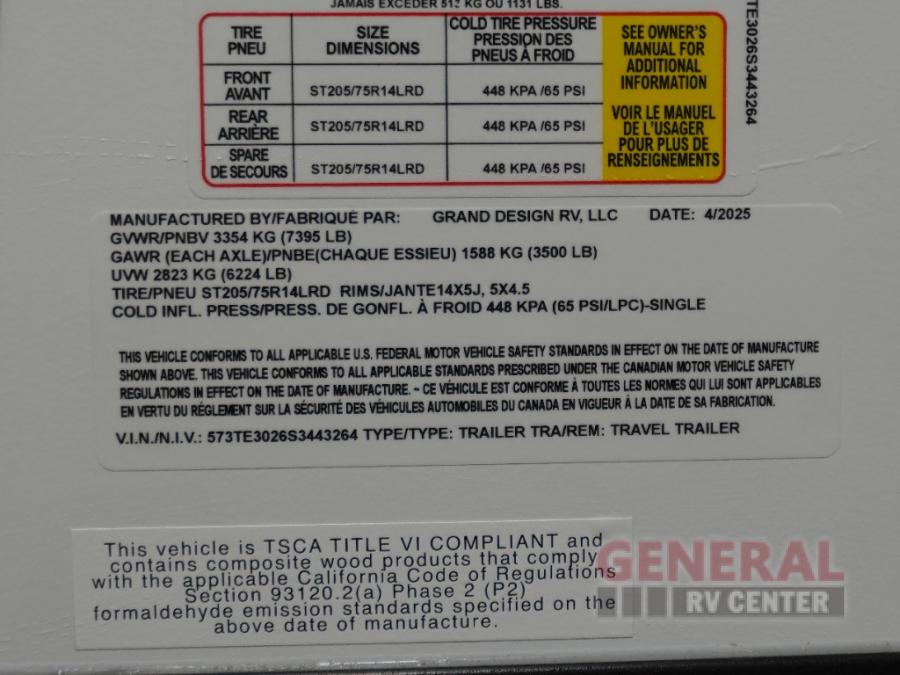 JAMAIS EXCÉDER 513 KG OU 1131 LBS.
TIRE PNEU SIZE DIMENSIONS COLD TIRE PRESSURE PRESSION DES PNEUS À FROID
FRONT AVANT ST205/75R14LRD 448 KPA /65 PSI
REAR ARRIÈRE ST205/75R14LRD 448 KPA /65 PSI
SPARE DE SECOURS ST205/75R14LRD 448 KPA /65 PSI
SEE OWNER'S
MANUAL FOR
ADDITIONAL
INFORMATION
VOIR LE MANUEL
DE L'USAGER
POUR PLUS DE
RENSEIGNEMENTS
TE3026S3443264
MANUFACTURED BY/FABRIQUÉ PAR: GRAND DESIGN RV, LLC DATE: 4/2025
GVWR/PNBV 3354 KG (7395 LB)
GAWR (EACH AXLE)/PNBE(CHAQUE ESSIEU) 1588 KG (3500 LB)
UVW 2823 KG (6224 LB)
TIRE/PNEU ST205/75R14LRD RIMS/JANTE14X5J, 5X4.5
COLD INFL. PRESS/PRESS. DE GONFL. À FROID 448 KPA (65 PSI/LPC)-SINGLE
THIS VEHICLE CONFORMS TO ALL APPLICABLE U.S. FEDERAL MOTOR VEHICLE SAFETY STANDARDS IN EFFECT ON THE DATE OF MANUFACTURE
SHOWN ABOVE. THIS VEHICLE CONFORMS TO ALL APPLICABLE STANDARDS PRESCRIBED UNDER THE CANADIAN MOTOR VEHICLE SAFETY
REGULATIONS IN EFFECT ON THE DATE OF MANUFACTURE. - CE VÉHICULE EST CONFORME À TOUTES LES NORMES QUI LUI SONT APPLICABLES
EN VERTU DU RÉGLEMENT SUR LA SÉCURITÉ DES VÉHICULES AUTOMOBILES DU CANADA EN VIGUEUR À LA DATE DE SA FABRICATION.
V.I.N./N.I.V.: 573TE3026S3443264 TYPE/TYPE: TRAILER TRA/REM: TRAVEL TRAILER
This vehicle is TSCA TITLE VI COMPLIANT and
contains composite wood products that comply
with the applicable California Code of Regulations
Section 93120.2(a) Phase 2 (P2)
formaldehyde emission standards specified on the
above date of manufacture.
GENERAL
RV CENTER